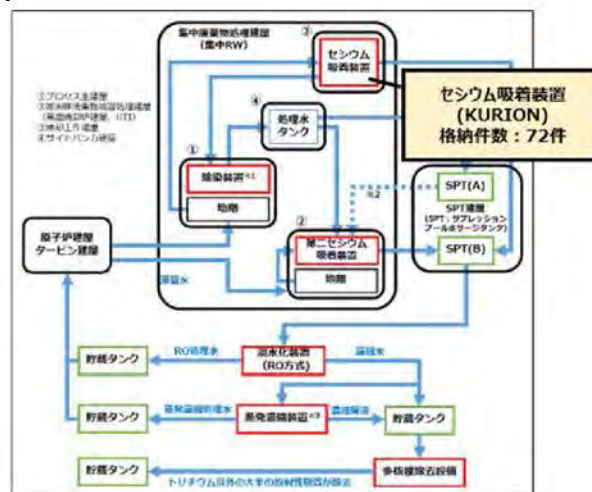 集中廃棄物処理建屋
(集中RW)
③
セシウム
吸着装置
セシウム吸着装置
(KURION)
格納件数:72件
①プロセス主建屋
④サイトバンカ建屋
④
処理水
タンク
①
除染装置※1
地階
②
第二セシウム
吸着装置
地階
※2
SPT(A)
SPT建屋
(SPT:サプレッション
プール水サージタンク)
SPT(B)
原子炉建屋
タービン建屋
滞留水
貯蔵タンク
RO処理水
淡水化装置
(RO方式)
濃縮水
貯蔵タンク
蒸発濃縮処理水
蒸発濃縮装置※3
濃縮廃液
貯蔵タンク
貯蔵タンク
トリチウム以外の大半の放射性物質が除去
多核種除去設備